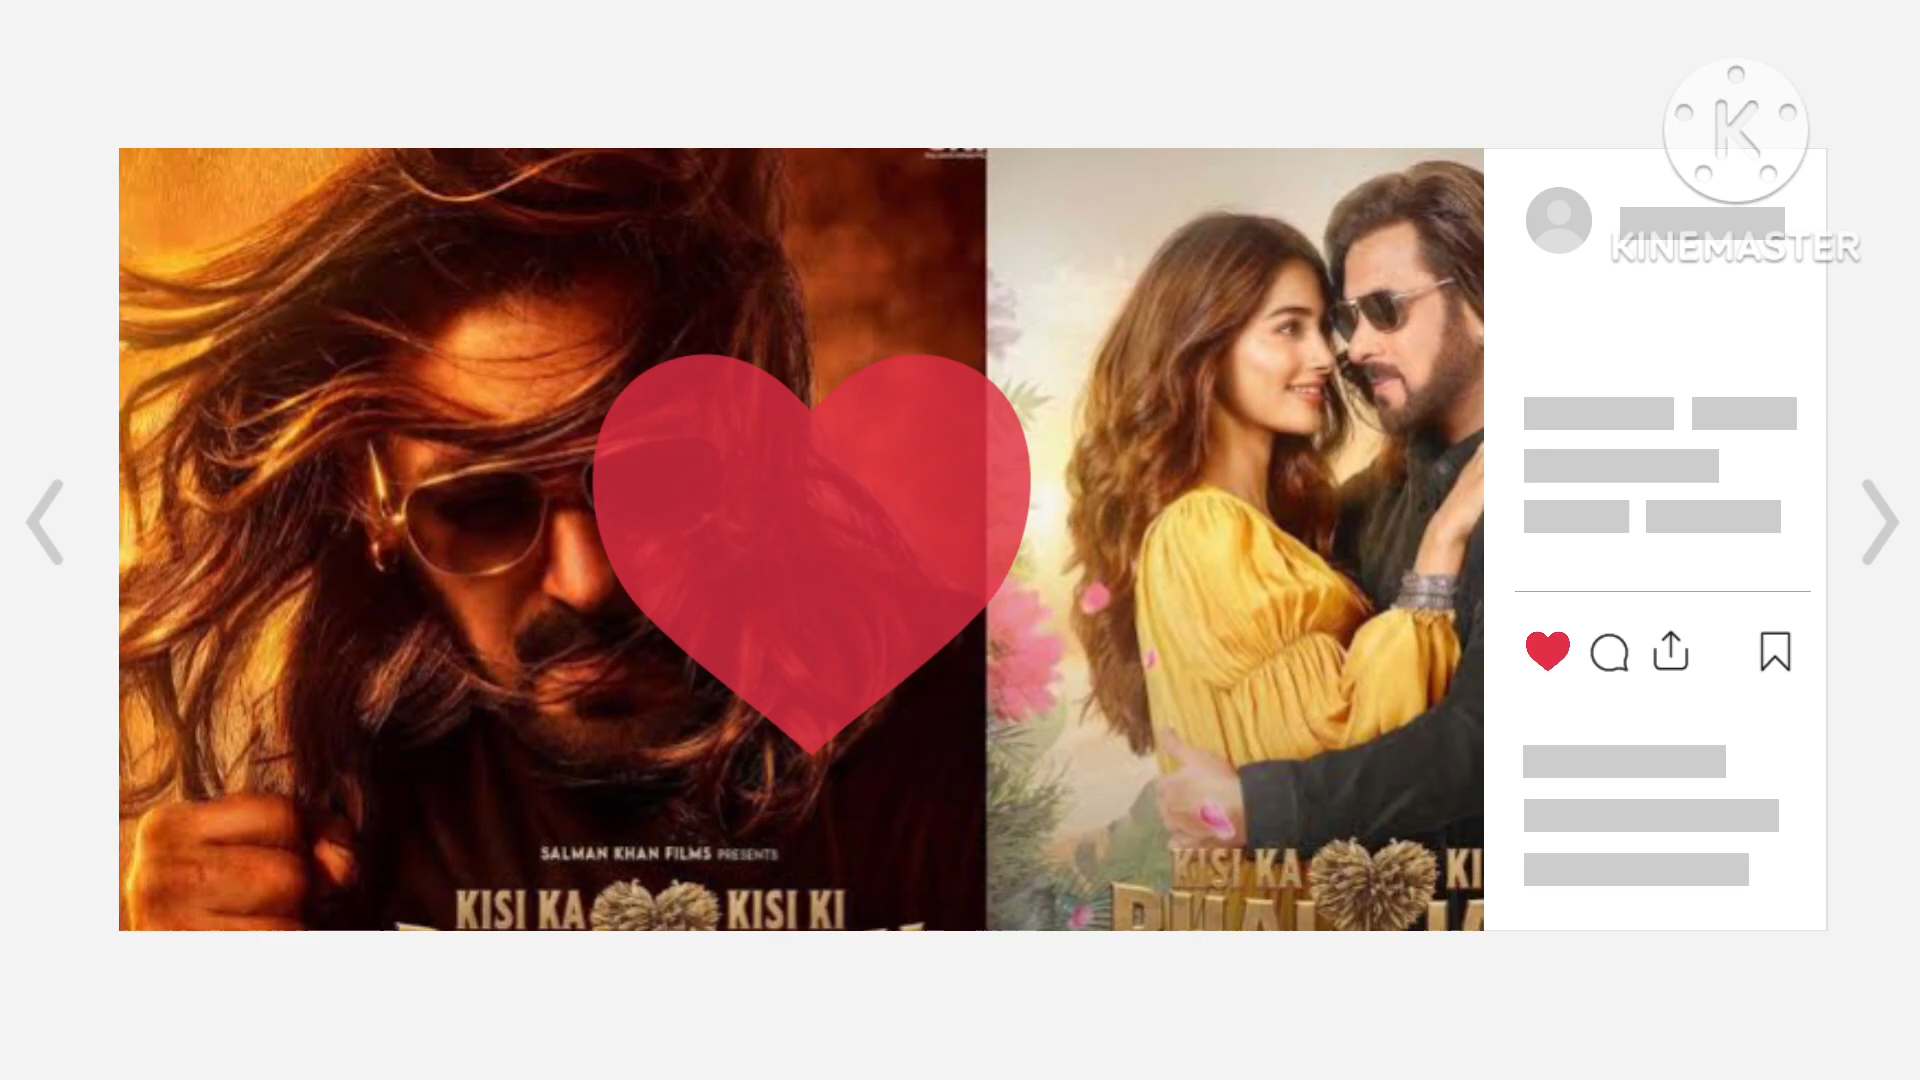 KINEMASTER
SALMAN KHAN FILMS PRESENTS
KISI KA KISI KI
KISI KA KI